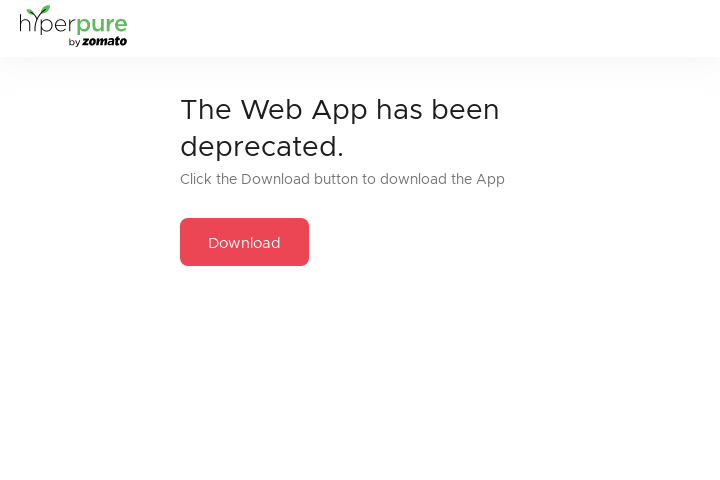 hyperpure
by zomato
The Web App has been
deprecated.
Click the Download button to download the App
Download